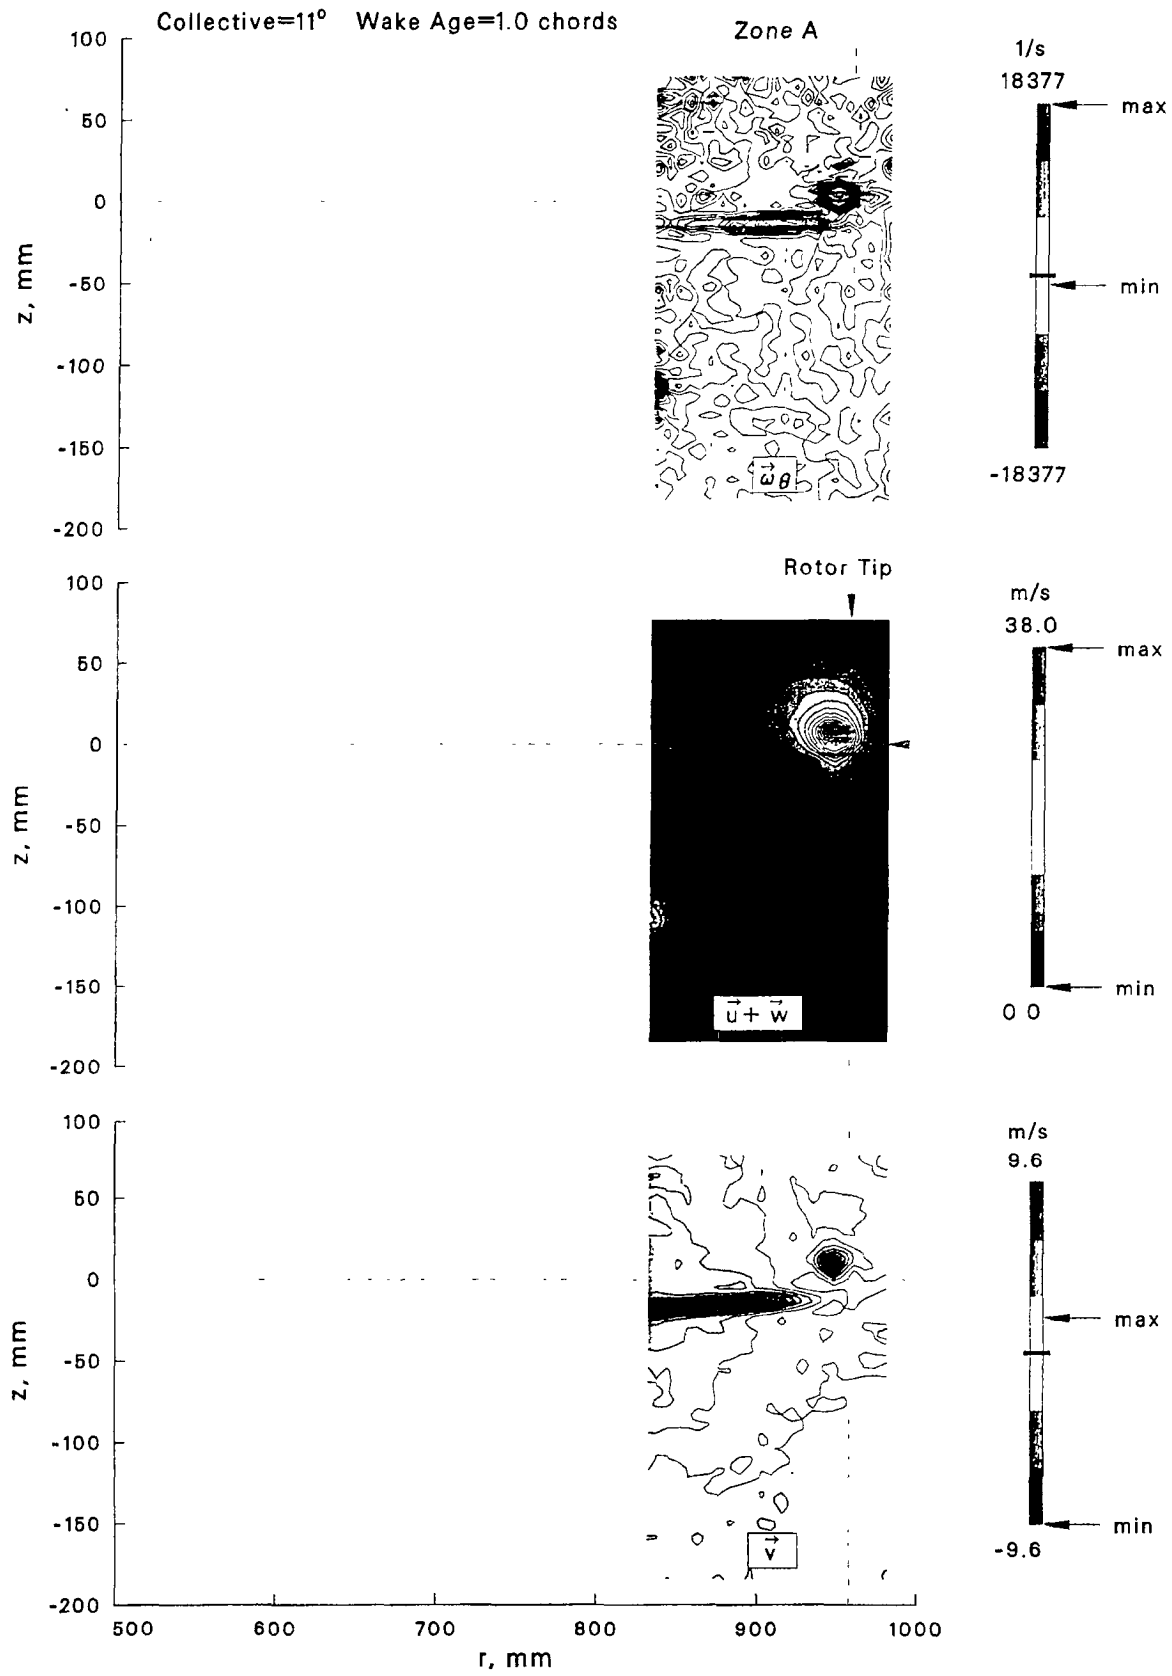 Collective=11° Wake Age=1.0 chords
Zone A
100
50
0
-50
-100
-150
-200
z, mm
1/s
18377
max
min
-18377
ω⃗θ
Rotor Tip
100
50
0
-50
-100
-150
-200
z, mm
m/s
38.0
max
min
0 0
u⃗ + w⃗
100
50
0
-50
-100
-150
-200
z, mm
m/s
9.6
max
min
-9.6
v⃗
500 600 700 800 900 1000
r, mm